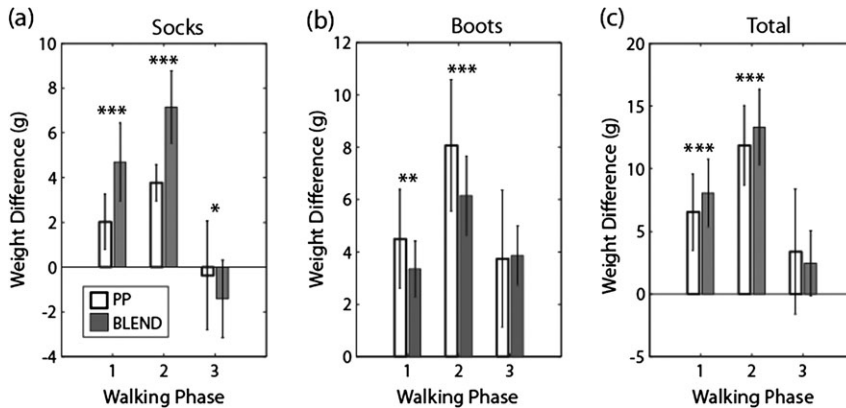 (a)
Socks
Weight Difference (g)
10
8
6
4
2
0
-2
-4
***
***
*
PP
BLEND
1 2 3
Walking Phase
(b)
Boots
Weight Difference (g)
12
10
8
6
4
2
0
**
***
1 2 3
Walking Phase
(c)
Total
Weight Difference (g)
20
15
10
5
0
-5
***
***
1 2 3
Walking Phase